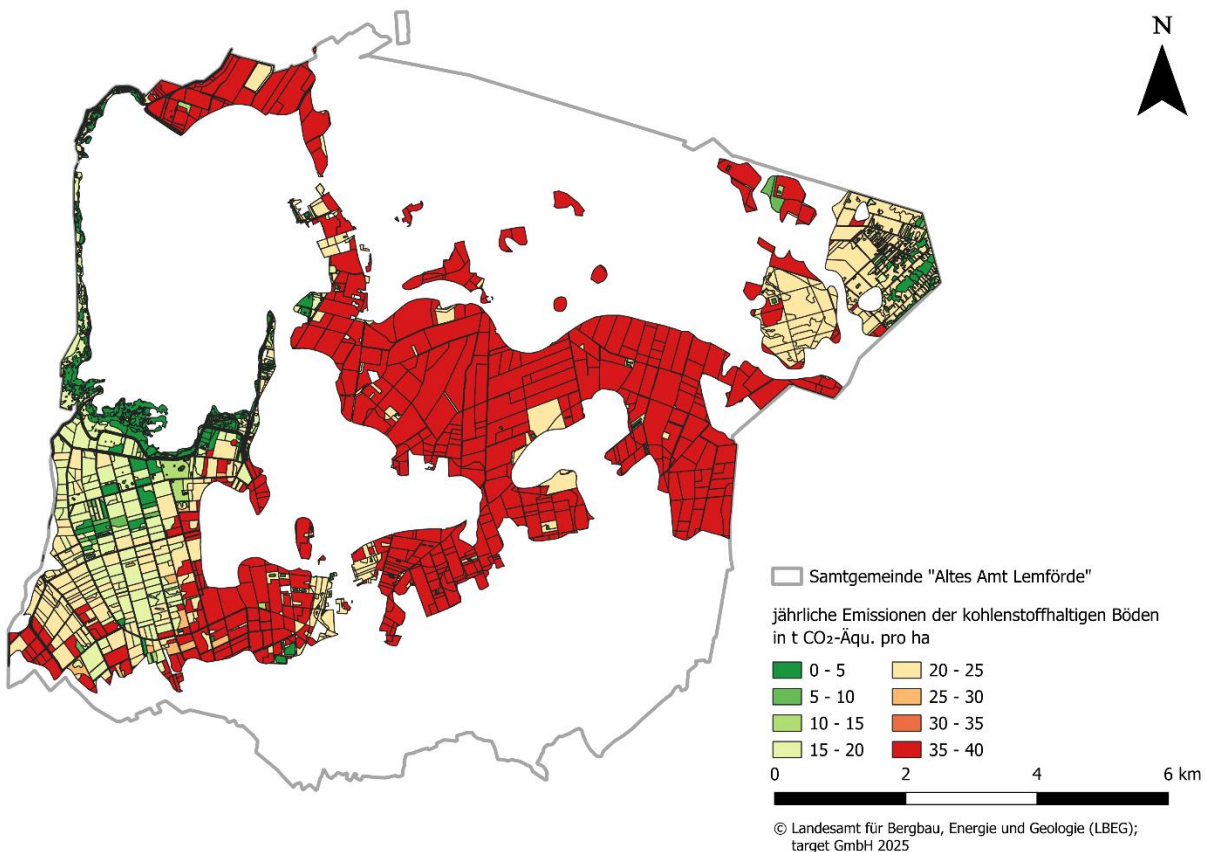 N
Samtgemeinde "Altes Amt Lemförde"
jährliche Emissionen der kohlenstoffhaltigen Böden
in t CO₂-Äqu. pro ha
0 - 5 20 - 25
5 - 10 25 - 30
10 - 15 30 - 35
15 - 20 35 - 40
0 2 4 6 km
© Landesamt für Bergbau, Energie und Geologie (LBEG);
target GmbH 2025